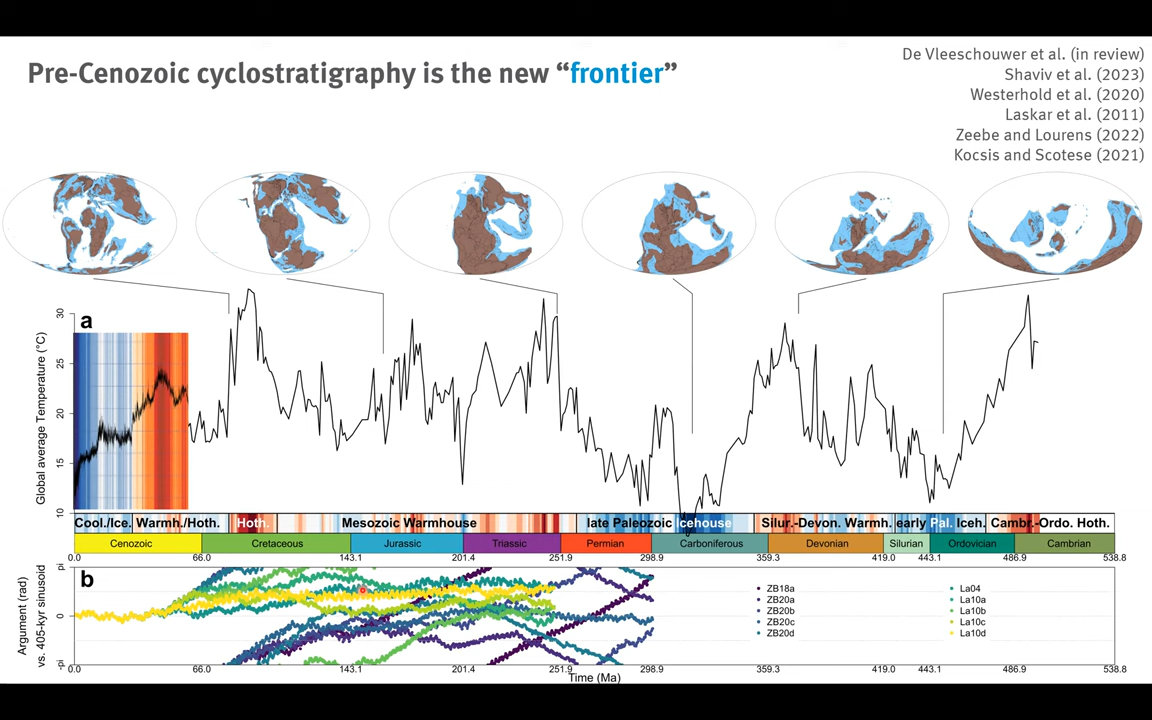 Pre-Cenozoic cyclostratigraphy is the new “frontier”
De Vleeschouwer et al. (in review)
Shaviv et al. (2023)
Westerhold et al. (2020)
Laskar et al. (2011)
Zeebe and Lourens (2022)
Kocsis and Scotese (2021)
a
Global average Temperature (°C)
30
25
20
15
10
Cool./Ice. Warmh./Hoth. Hoth. Mesozoic Warmhouse late Paleozoic Icehouse Silur.-Devon. Warmh. early Pal. Iceh. Cambr.-Ordo. Hoth.
Cenozoic Cretaceous Jurassic Triassic Permian Carboniferous Devonian Silurian Ordovician Cambrian
0.0 66.0 143.1 201.4 251.9 298.9 359.3 419.0 443.1 486.9 538.8
b
Argument (rad)
vs. 405-kyr sinusoid
pi
0
-pi
ZB18a
ZB20a
ZB20b
ZB20c
ZB20d
La04
La10a
La10b
La10c
La10d
0.0 66.0 143.1 201.4 251.9 298.9 359.3 419.0 443.1 486.9 538.8
Time (Ma)